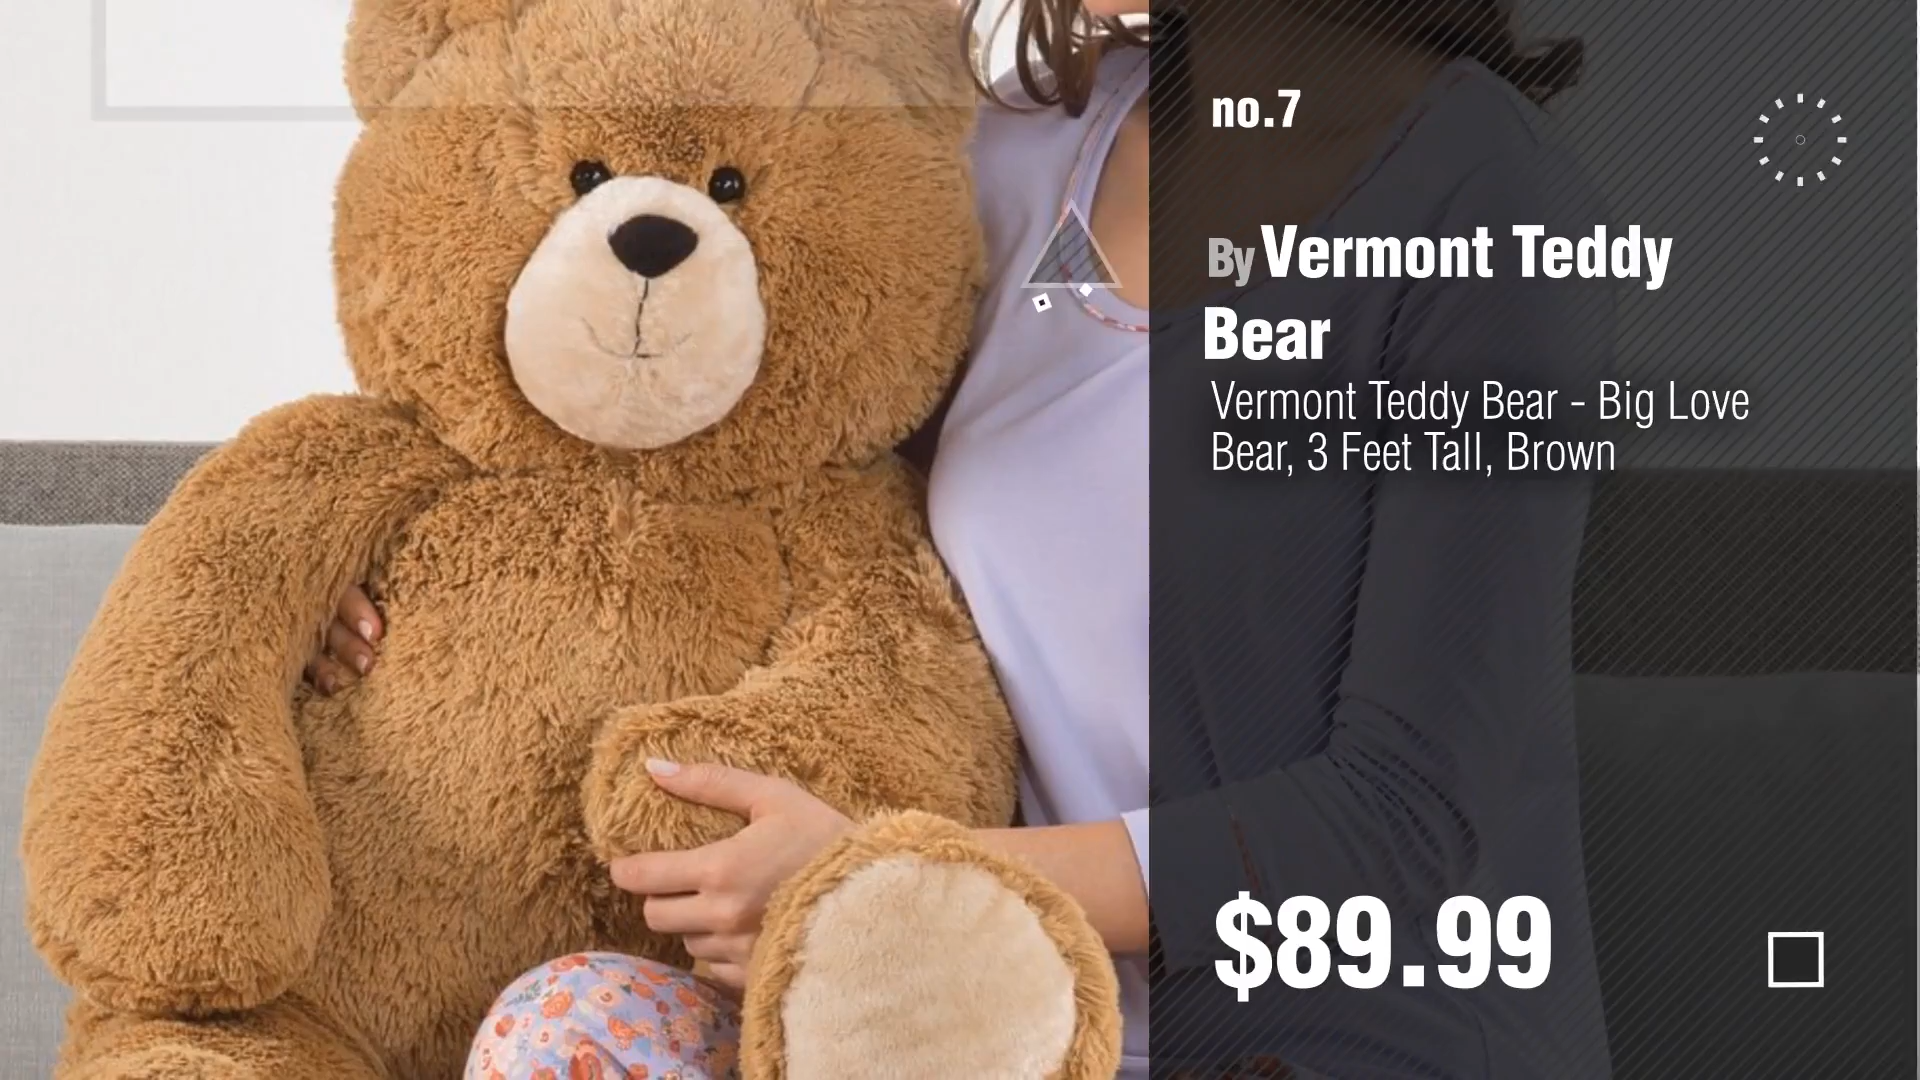 no.7
By Vermont Teddy
Bear
Vermont Teddy Bear - Big Love
Bear, 3 Feet Tall, Brown
$89.99